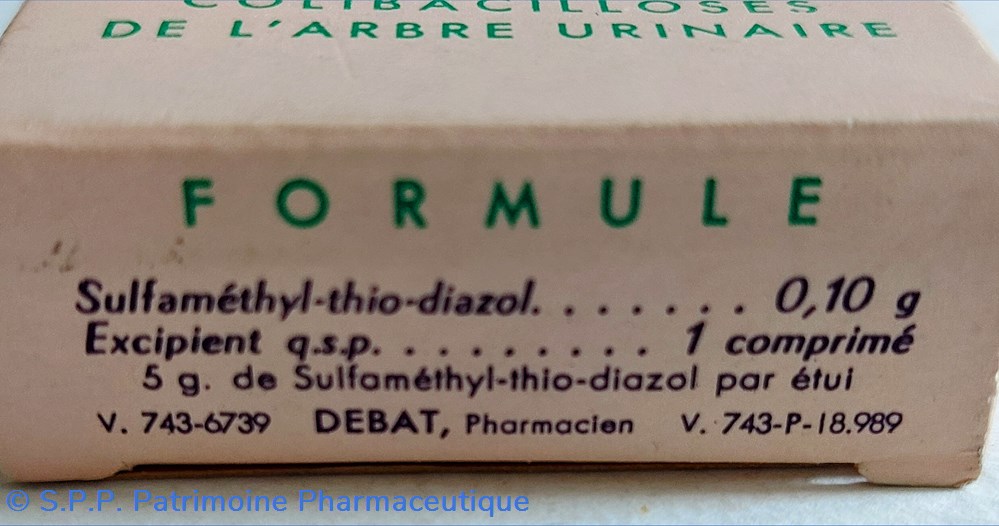 COLIBACILLOSES
DE L'ARBRE URINAIRE
FORMULE
Sulfaméthyl-thio-diazol. . . . . . . 0,10 g
Excipient q.s.p. . . . . . . . . . 1 comprimé
5 g. de Sulfaméthyl-thio-diazol par étui
V. 743-6739 DEBAT, Pharmacien V. 743-P-18.989
© S.P.P. Patrimoine Pharmaceutique